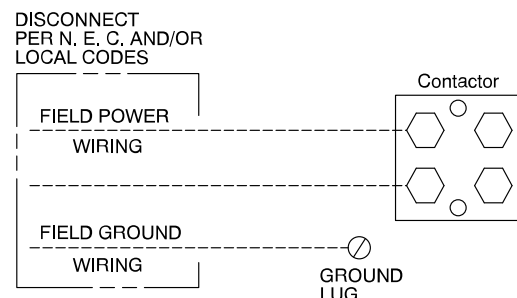 DISCONNECT
PER N. E. C. AND/OR
LOCAL CODES
Contactor
FIELD POWER
WIRING
FIELD GROUND
WIRING
GROUND
LUG